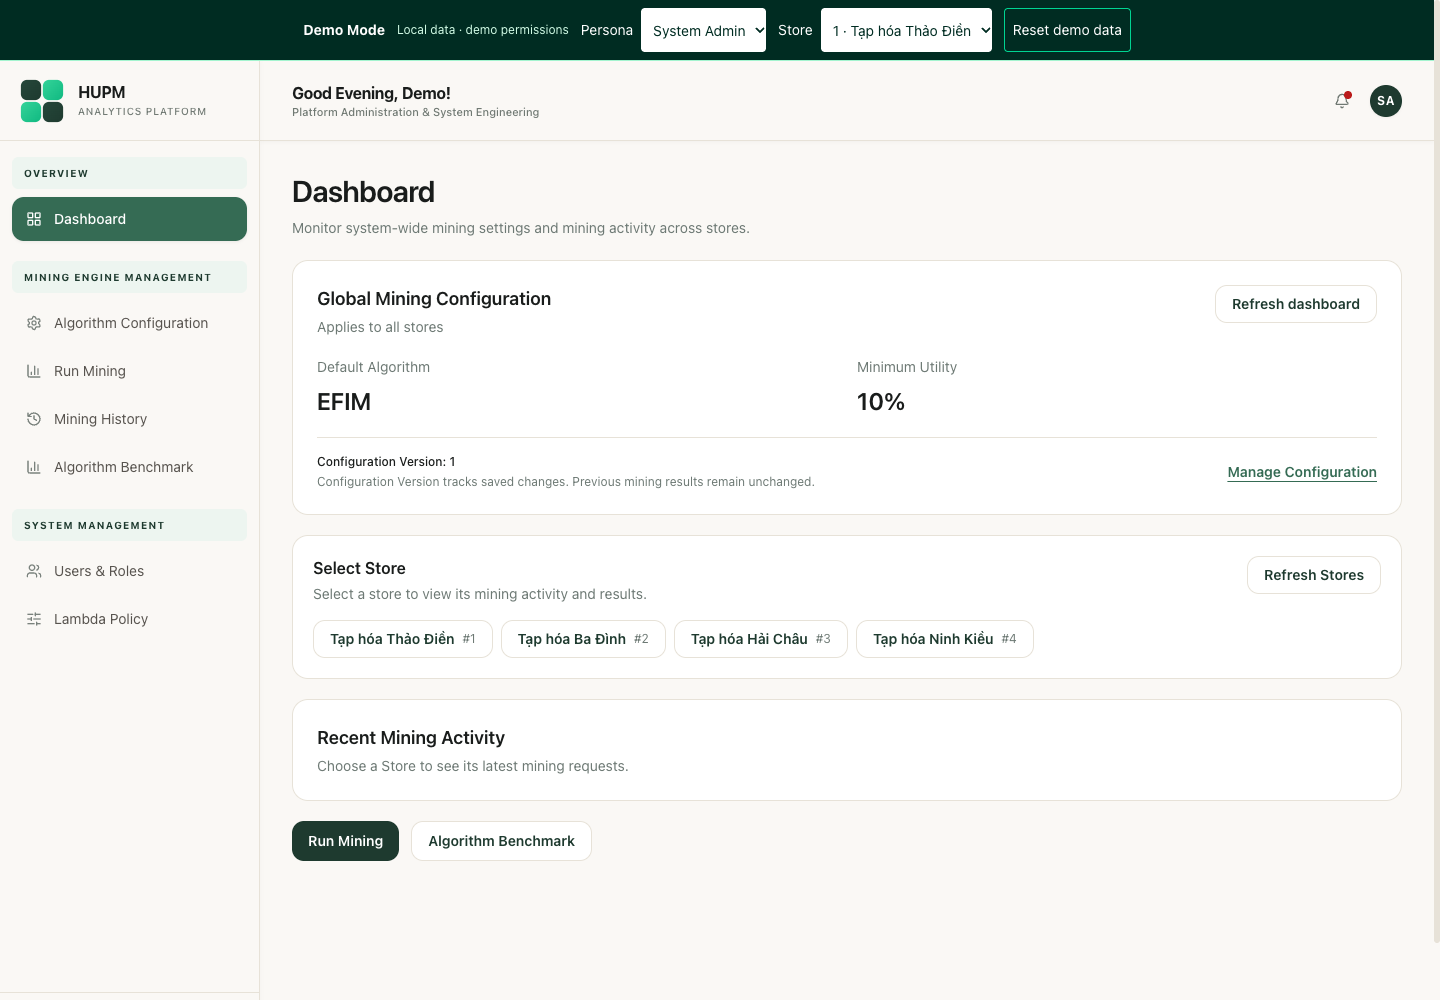 Demo Mode Local data · demo permissions Persona System Admin Store 1 · Tạp hóa Thảo Điền Reset demo data
HUPM
ANALYTICS PLATFORM
Good Evening, Demo!
Platform Administration & System Engineering
SA
OVERVIEW
Dashboard
MINING ENGINE MANAGEMENT
Algorithm Configuration
Run Mining
Mining History
Algorithm Benchmark
SYSTEM MANAGEMENT
Users & Roles
Lambda Policy
Dashboard
Monitor system-wide mining settings and mining activity across stores.
Global Mining Configuration
Refresh dashboard
Applies to all stores
Default Algorithm
EFIM
Minimum Utility
10%
Configuration Version: 1
Configuration Version tracks saved changes. Previous mining results remain unchanged.
Manage Configuration
Select Store
Refresh Stores
Select a store to view its mining activity and results.
Tạp hóa Thảo Điền #1
Tạp hóa Ba Đình #2
Tạp hóa Hải Châu #3
Tạp hóa Ninh Kiều #4
Recent Mining Activity
Choose a Store to see its latest mining requests.
Run Mining
Algorithm Benchmark